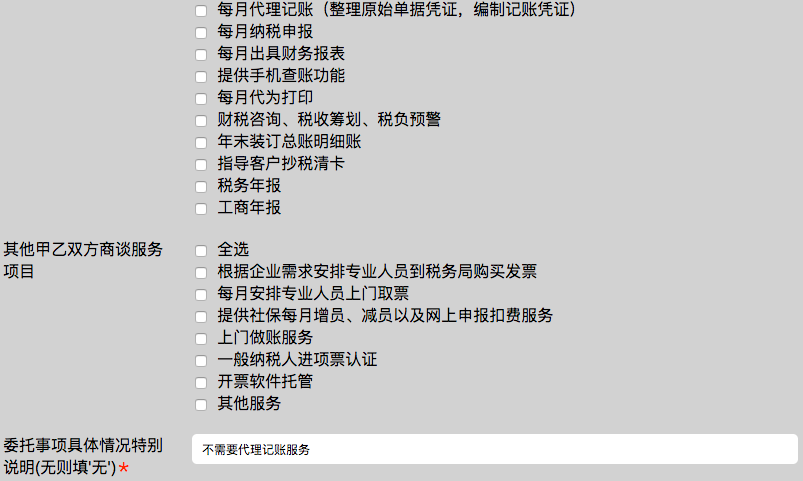 每月代理记账（整理原始单据凭证，编制记账凭证）
每月纳税申报
每月出具财务报表
提供手机查账功能
每月代为打印
财税咨询、税收筹划、税负预警
年末装订总账明细账
指导客户抄税清卡
税务年报
工商年报
其他甲乙双方商谈服务
项目
全选
根据企业需求安排专业人员到税务局购买发票
每月安排专业人员上门取票
提供社保每月增员、减员以及网上申报扣费服务
上门做账服务
一般纳税人进项票认证
开票软件托管
其他服务
委托事项具体情况特别
说明(无则填'无')*
不需要代理记账服务